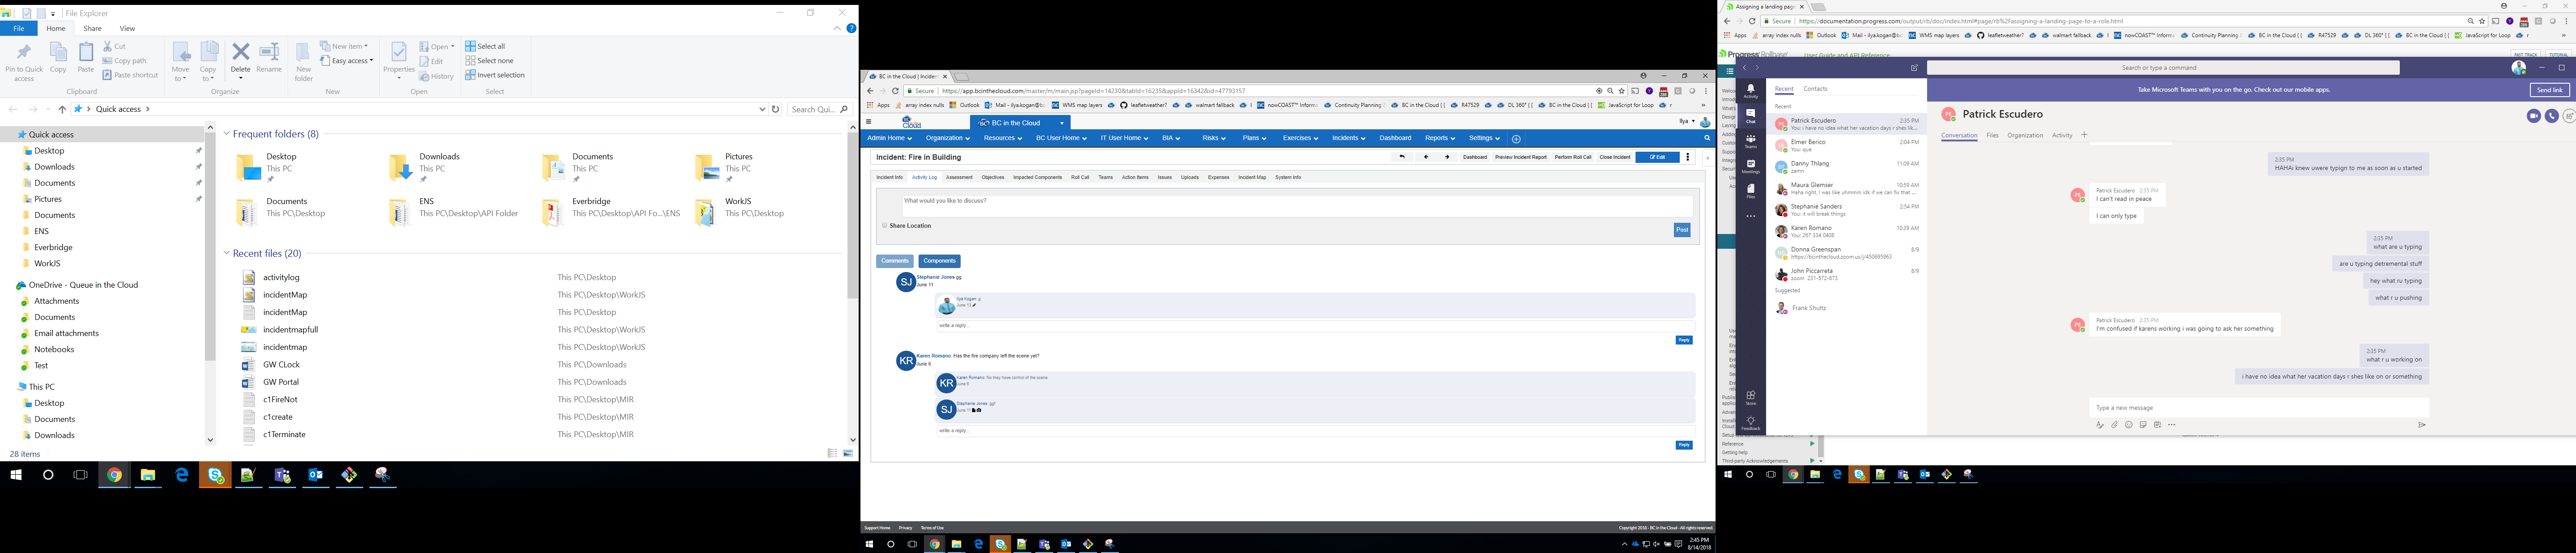 File Explorer
File Home Share View
Pin to Quick access
Copy
Paste
Cut
Copy path
Paste shortcut
Clipboard
Move to
Copy to
Delete
Rename
Organize
New folder
New item
Easy access
New
Properties
Open
Edit
History
Open
Select all
Select none
Invert selection
Select
Quick access
Search Qui...
Quick access
Desktop
Downloads
Documents
Pictures
Documents
ENS
Everbridge
WorkJS
OneDrive - Queue in the Cloud
Attachments
Documents
Email attachments
Notebooks
Test
This PC
Desktop
Documents
Downloads
28 items
Frequent folders (8)
Desktop
This PC
Downloads
This PC
Documents
This PC
Pictures
This PC
Documents
This PC\Desktop
ENS
This PC\Desktop\API Folder
Everbridge
This PC\Desktop\API Fo...\ENS
WorkJS
This PC\Desktop
Recent files (20)
activitylog This PC\Desktop
incidentMap This PC\Desktop\WorkJS
incidentMap This PC\Desktop
incidentmapfull This PC\Desktop\WorkJS
incidentmap This PC\Desktop\WorkJS
GW CLock This PC\Downloads
GW Portal This PC\Downloads
c1FireNot This PC\Desktop\MIR
c1create This PC\Desktop\MIR
c1Terminate This PC\Desktop\MIR
BC in the Cloud | Inciden
Secure https://app.bcinthecloud.com/master/m/main.jsp?pageId=14230&tabId=16235&appId=16342&id=47793157
Apps array index nulls Outlook Mail - ilya.kogan@bc WMS map layers leafletweather? walmart fallback nowCOAST™ Informa Continuity Planning BC in the Cloud R47529 DL 360° BC in the Cloud JavaScript for Loop
BC in the Cloud
Ilya
Admin Home Organization Resources BC User Home IT User Home BIA Risks Plans Exercises Incidents Dashboard Reports Settings
Incident: Fire in Building
Dashboard Preview Incident Report Perform Roll Call Close Incident Edit
Incident Info Activity Log Assessment Objectives Impacted Components Roll Call Teams Action Items Issues Uploads Expenses Incident Map System Info
What would you like to discuss?
Share Location
Post
Comments Components
SJ
Stephanie Jones gg
June 11
Ilya Kogan: g
write a reply...
Reply
KR
Karen Romano: Has the fire company left the scene yet?
June 8
KR
Karen Romano: No they have control of the scene
June 8
SJ
write a reply...
Reply
Support Home Privacy Terms of Use
Copyright 2018 - BC in the Cloud - All rights reserved.
2:45 PM
8/14/2018
Assigning a landing page
Secure https://documentation.progress.com/output/rb/doc/index.html#page/rb%2Fassigning-a-landing-page-to-a-role.html
Apps array index nulls Outlook Mail - ilya.kogan@bc WMS map layers leafletweather? walmart fallback nowCOAST™ Informa Continuity Planning BC in the Cloud R47529 DL 360° BC in the Cloud JavaScript for Loop
Progress Rollbase
User Guide and API Reference
FAST TRACK TUTORIAL
Search or type a command
Activity
Chat
Teams
Meetings
Files
Store
Feedback
Recent Contacts
Take Microsoft Teams with you on the go. Check out our mobile apps.
Send link
Recent
Patrick Escudero 2:35 PM
You: i have no idea what her vacation days r shes lik...
Elmer Berico 2:04 PM
You: que
Danny Thlang 11:09 AM
zamn
Maura Glemser 10:59 AM
Haha right, I was like uhmmm idk if we can fix that ...
Stephanie Sanders 2:54 PM
You: it will break things
Karen Romano 10:39 AM
You: 267 334 0408
Donna Greenspan 8/9
https://bcinthecloud.zoom.us/j/450695963
John Piccarreta 8/9
zoom 231-572-873
Suggested
Frank Shultz
Patrick Escudero
Conversation Files Organization Activity
2:35 PM
HAHAi knew uwere typign to me as soon as u started
Patrick Escudero 2:35 PM
I can't read in peace
I can only type
2:35 PM
what are u typing
are u typing detremental stuff
hey what ru typing
what r u pushing
Patrick Escudero 2:35 PM
I'm confused if karens working i was going to ask her something
2:35 PM
what r u working on
i have no idea what her vacation days r shes like on or something
Type a new message
Reference
Getting help
Third-party Acknowledgements